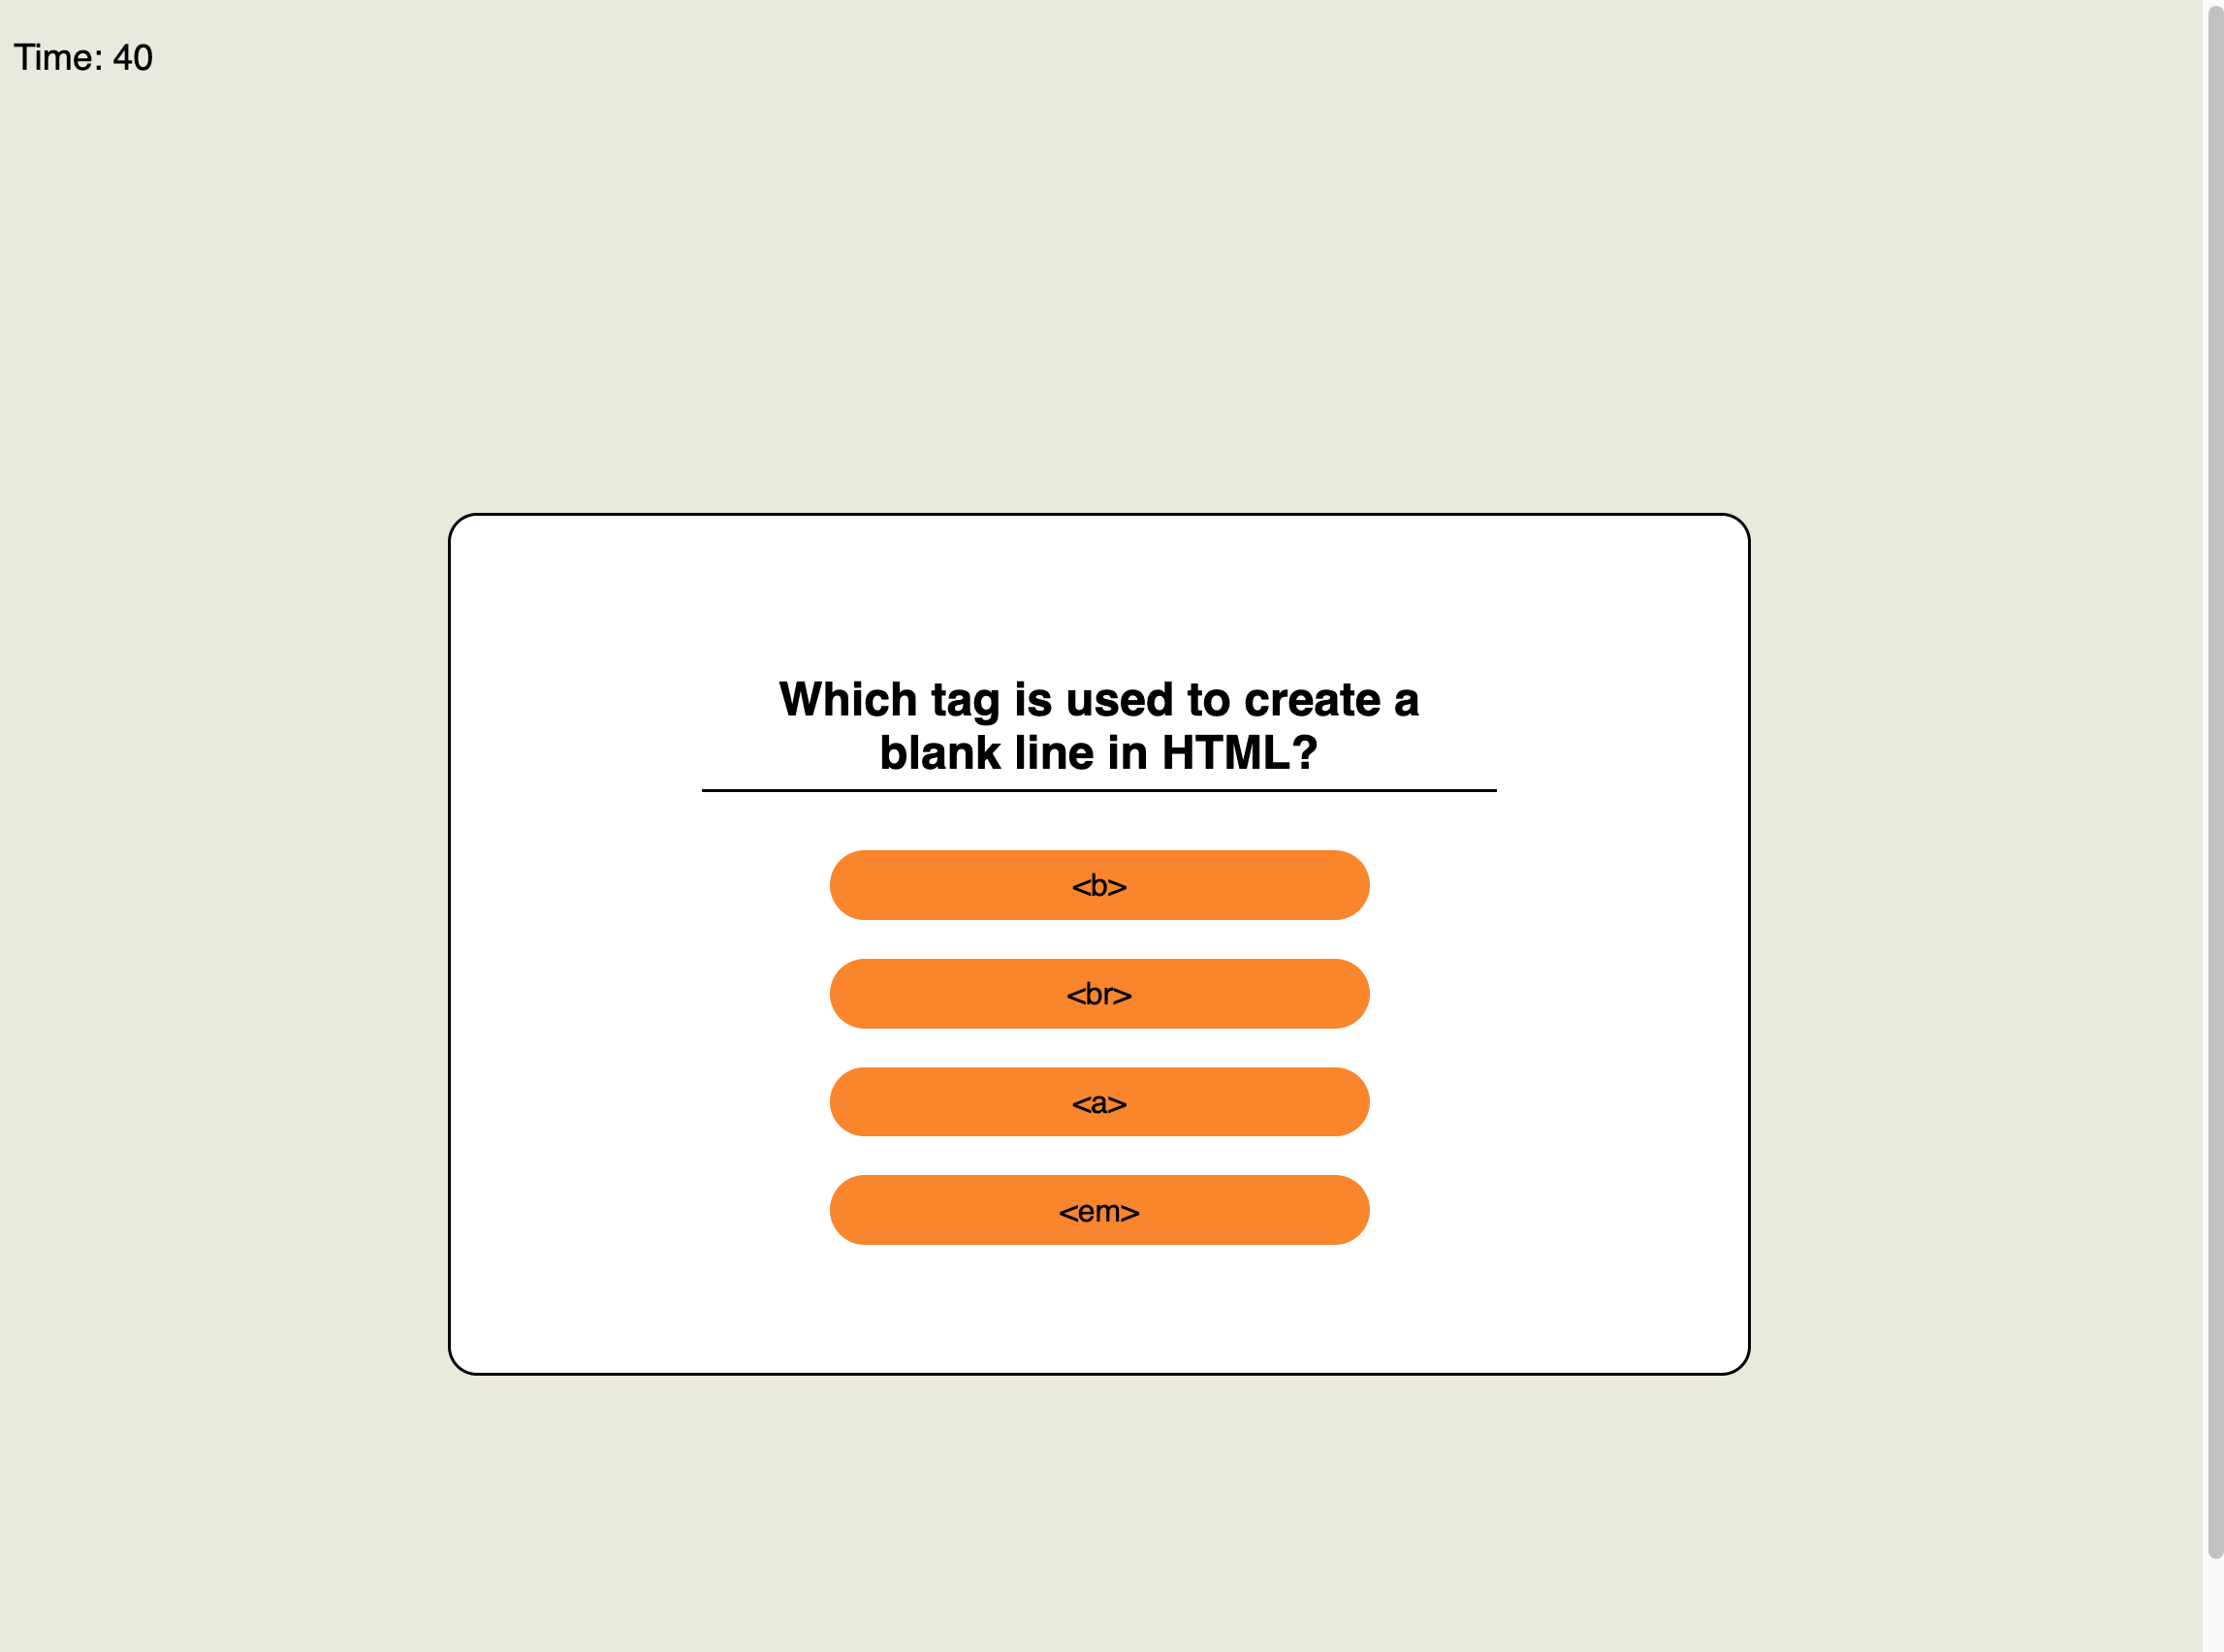 Time: 40
Which tag is used to create a
blank line in HTML?
<b>
<br>
<a>
<em>